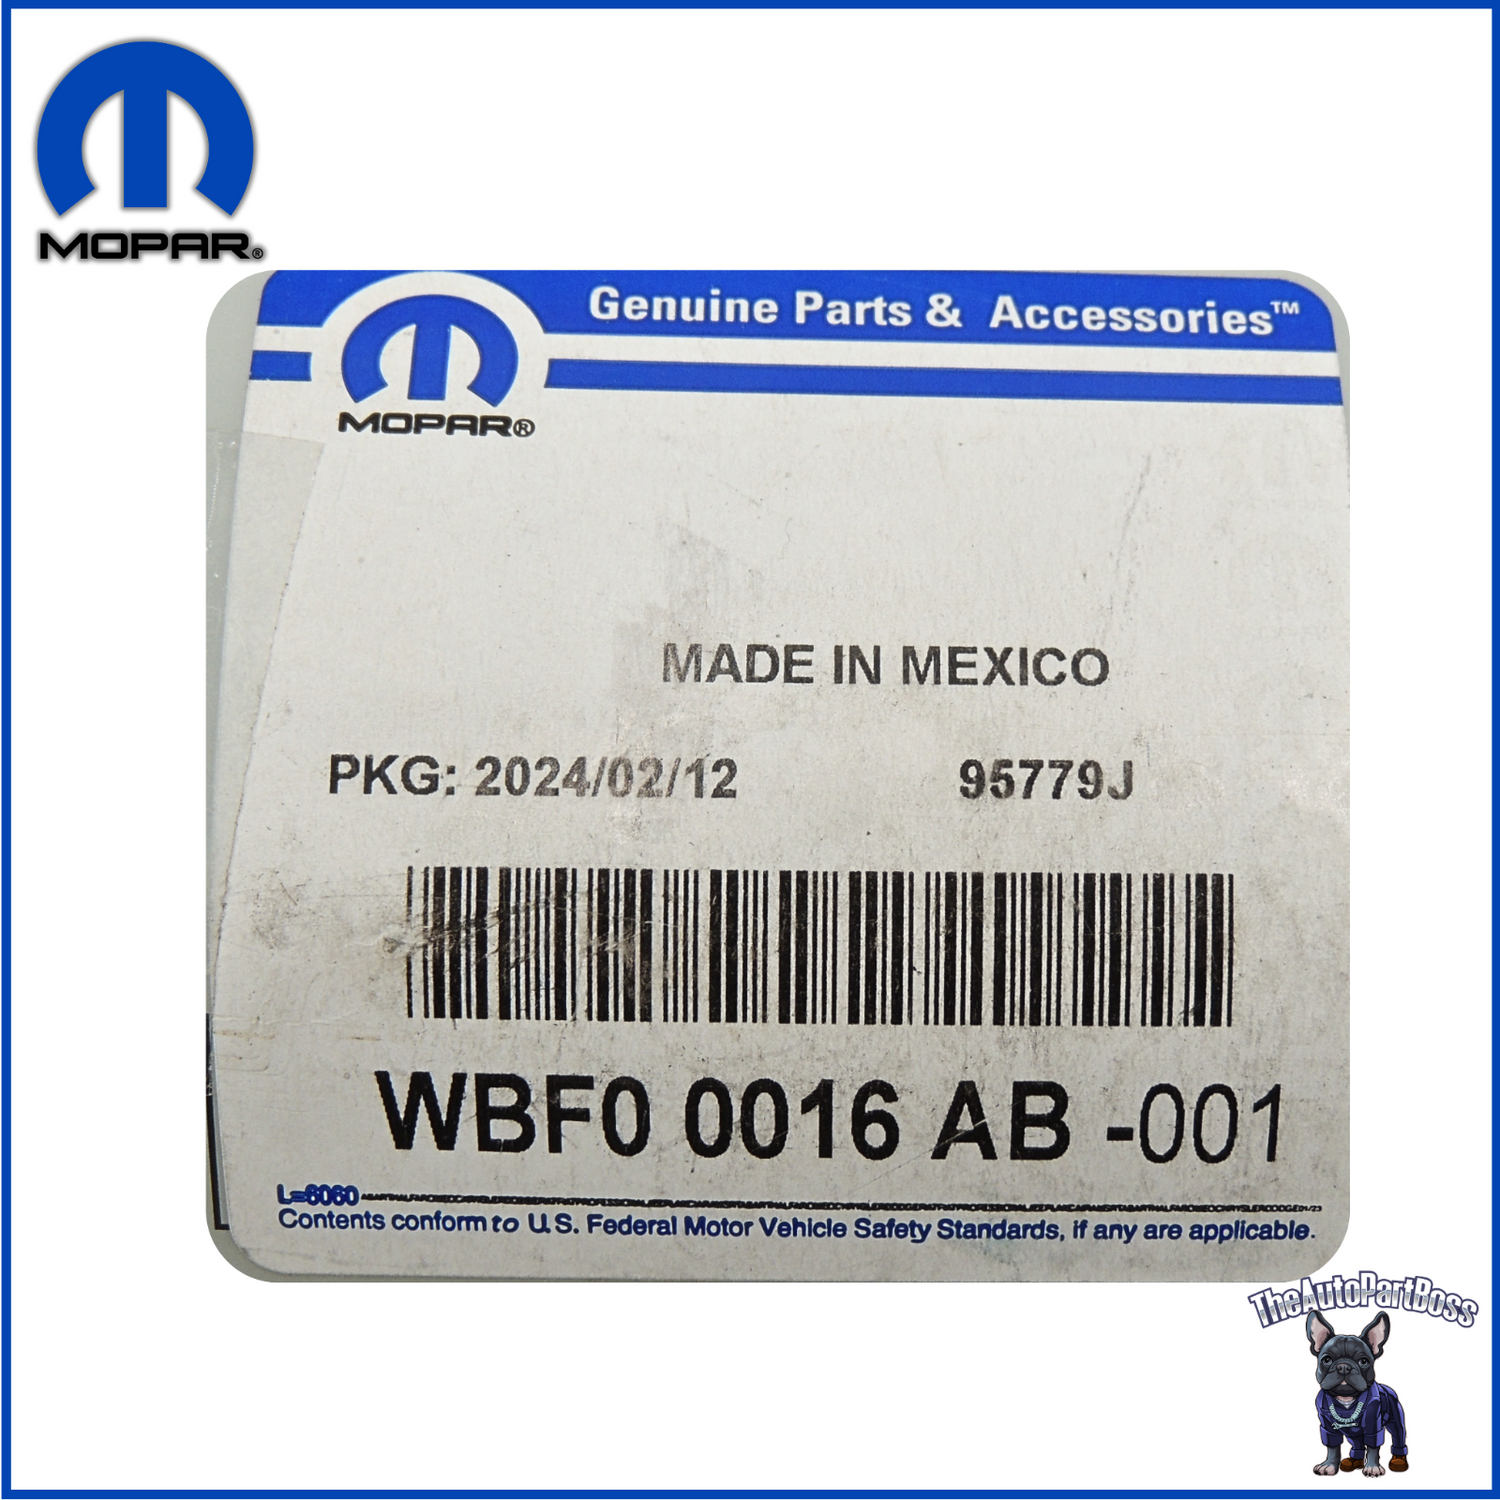 MOPAR®
Genuine Parts & Accessories™
MOPAR®
MADE IN MEXICO
PKG: 2024/02/12 95779J
WBF0 0016 AB -001
L=6060
Contents conform to U.S. Federal Motor Vehicle Safety Standards, if any are applicable.
TheAutoPartBoss